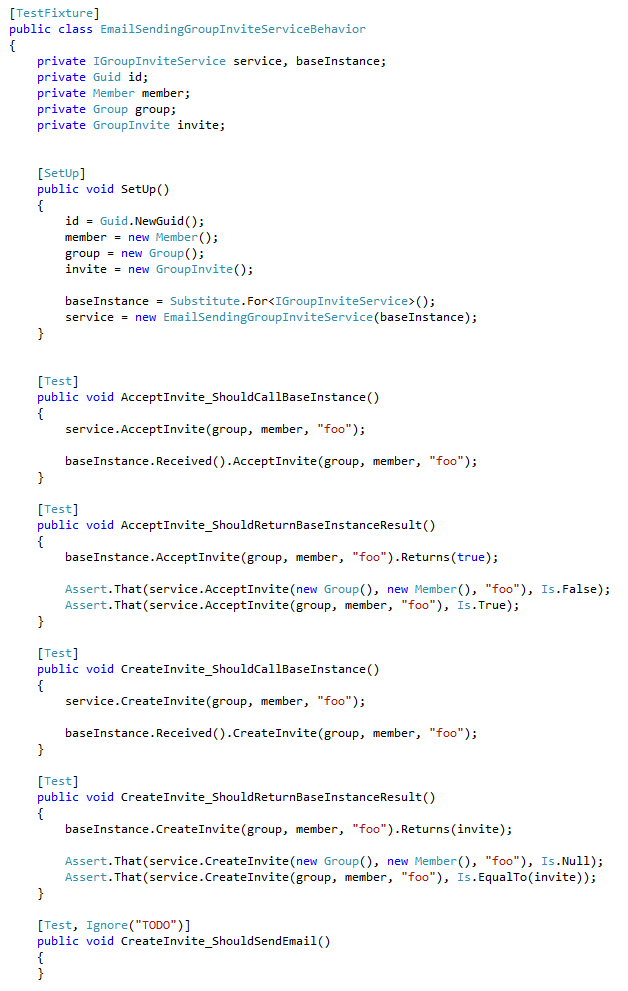 [TestFixture]
public class EmailSendingGroupInviteServiceBehavior
{
    private IGroupInviteService service, baseInstance;
    private Guid id;
    private Member member;
    private Group group;
    private GroupInvite invite;

    [SetUp]
    public void SetUp()
    {
        id = Guid.NewGuid();
        member = new Member();
        group = new Group();
        invite = new GroupInvite();

        baseInstance = Substitute.For<IGroupInviteService>();
        service = new EmailSendingGroupInviteService(baseInstance);
    }

    [Test]
    public void AcceptInvite_ShouldCallBaseInstance()
    {
        service.AcceptInvite(group, member, "foo");

        baseInstance.Received().AcceptInvite(group, member, "foo");
    }

    [Test]
    public void AcceptInvite_ShouldReturnBaseInstanceResult()
    {
        baseInstance.AcceptInvite(group, member, "foo").Returns(true);

        Assert.That(service.AcceptInvite(new Group(), new Member(), "foo"), Is.False);
        Assert.That(service.AcceptInvite(group, member, "foo"), Is.True);
    }

    [Test]
    public void CreateInvite_ShouldCallBaseInstance()
    {
        service.CreateInvite(group, member, "foo");

        baseInstance.Received().CreateInvite(group, member, "foo");
    }

    [Test]
    public void CreateInvite_ShouldReturnBaseInstanceResult()
    {
        baseInstance.CreateInvite(group, member, "foo").Returns(invite);

        Assert.That(service.CreateInvite(new Group(), new Member(), "foo"), Is.Null);
        Assert.That(service.CreateInvite(group, member, "foo"), Is.EqualTo(invite));
    }

    [Test, Ignore("TODO")]
    public void CreateInvite_ShouldSendEmail()
    {
    }